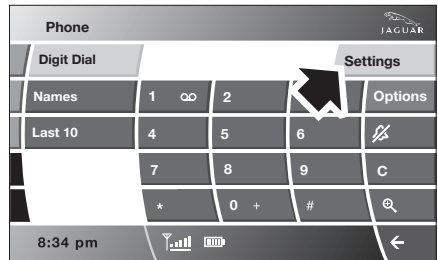 Phone
JAGUAR
Digit Dial
Settings
Names
1
2
Options
Last 10
4
5
6
7
8
9
C
*
0 +
#
8:34 pm